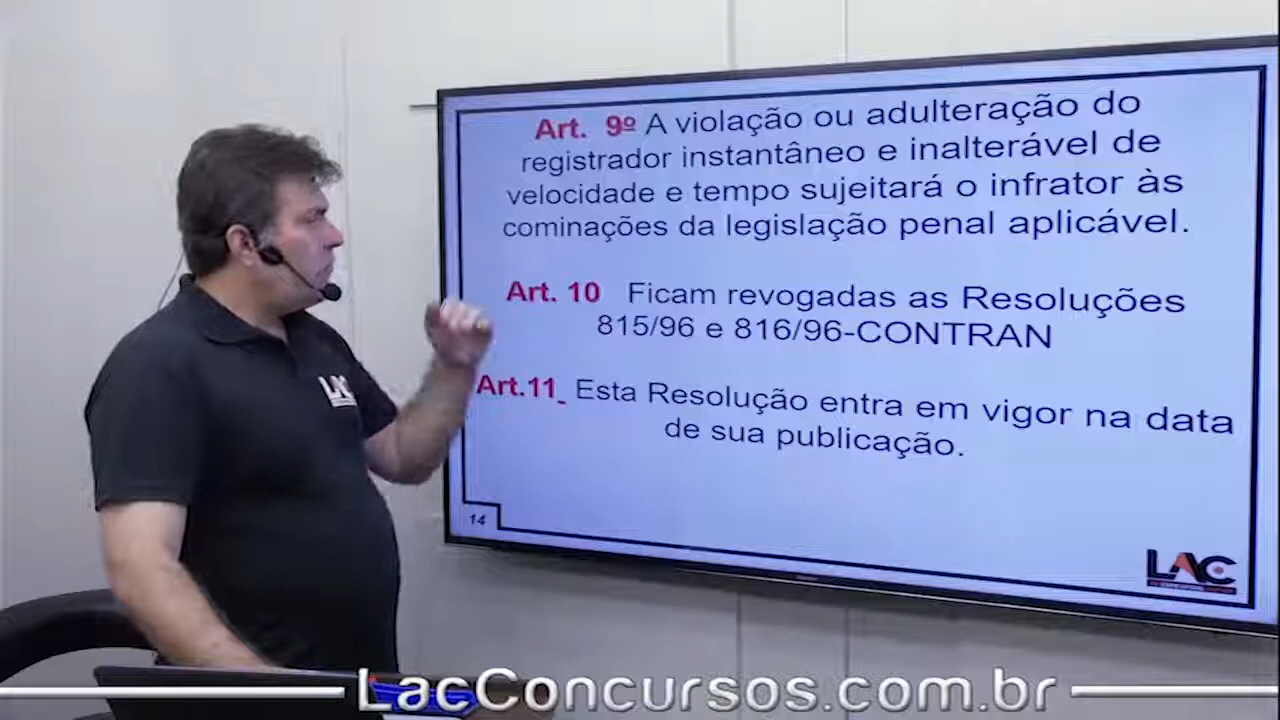 Art. 9º A violação ou adulteração do
registrador instantâneo e inalterável de
velocidade e tempo sujeitará o infrator às
cominações da legislação penal aplicável.
Art. 10 Ficam revogadas as Resoluções
815/96 e 816/96-CONTRAN
Art.11_ Esta Resolução entra em vigor na data
de sua publicação.
14
LAC
LAC
LacConcursos.com.br